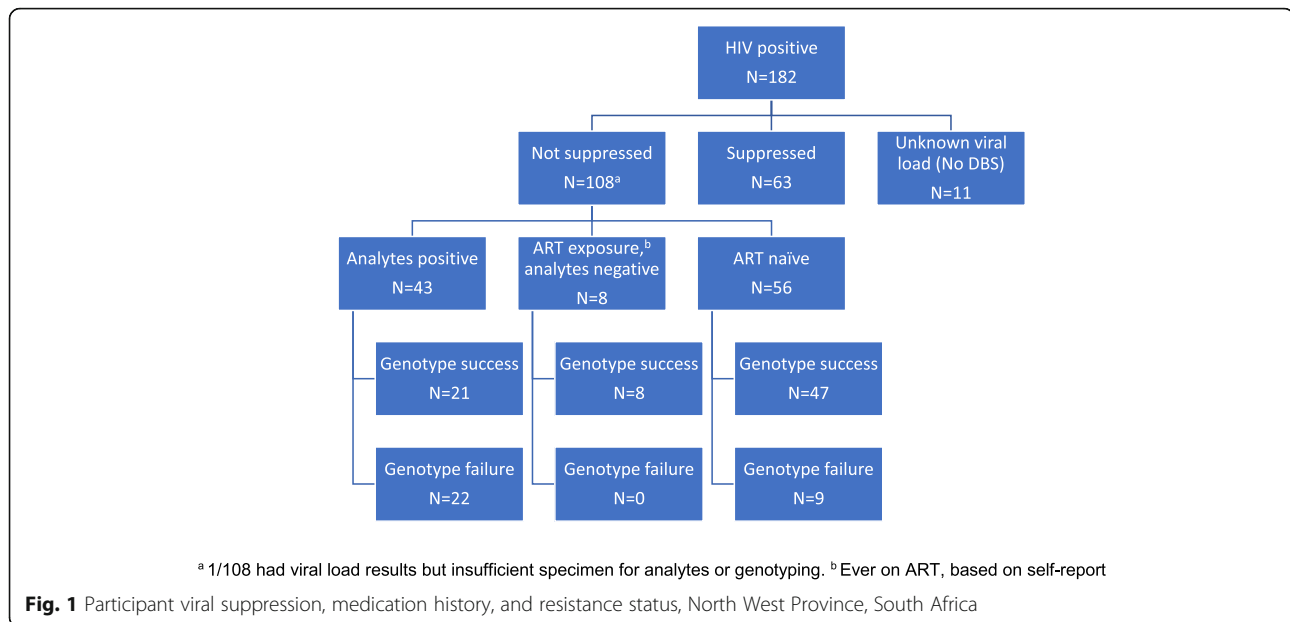 HIV positive
N=182
Not suppressed
N=108ᵃ
Suppressed
N=63
Unknown viral
load (No DBS)
N=11
Analytes positive
N=43
ART exposure,ᵇ
analytes negative
N=8
ART naïve
N=56
Genotype success
N=21
Genotype success
N=8
Genotype success
N=47
Genotype failure
N=22
Genotype failure
N=0
Genotype failure
N=9
ᵃ 1/108 had viral load results but insufficient specimen for analytes or genotyping. ᵇ Ever on ART, based on self-report
Fig. 1 Participant viral suppression, medication history, and resistance status, North West Province, South Africa